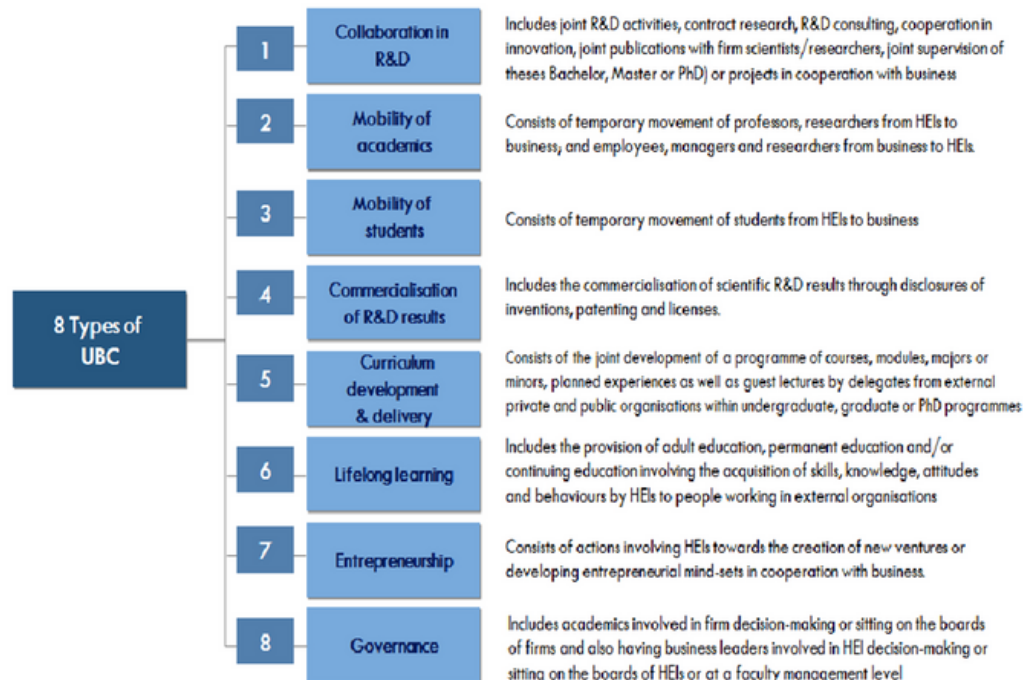 8 Types of
UBC
1
Collaboration in
R&D
Includes joint R&D activities, contract research, R&D consulting, cooperation in
innovation, joint publications with firm scientists/researchers, joint supervision of
theses Bachelor, Master or PhD) or projects in cooperation with business
2
Mobility of
academics
Consists of temporary movement of professors, researchers from HEIs to
business; and employees, managers and researchers from business to HEIs.
3
Mobility of
students
Consists of temporary movement of students from HEIs to business
4
Commercialisation
of R&D results
Includes the commercialisation of scientific R&D results through disclosures of
inventions, patenting and licenses.
5
Curriculum
development
& delivery
Consists of the joint development of a programme of courses, modules, majors or
minors, planned experiences as well as guest lectures by delegates from external
private and public organisations within undergraduate, graduate or PhD programmes
6
Lifelong learning
Includes the provision of adult education, permanent education and/or
continuing education involving the acquisition of skills, knowledge, attitudes
and behaviours by HEIs to people working in external organisations
7
Entrepreneurship
Consists of actions involving HEIs towards the creation of new ventures or
developing entrepreneurial mind-sets in cooperation with business.
8
Governance
Includes academics involved in firm decision-making or sitting on the boards
of firms and also having business leaders involved in HEI decision-making or
sitting on the boards of HEIs or at a faculty management level